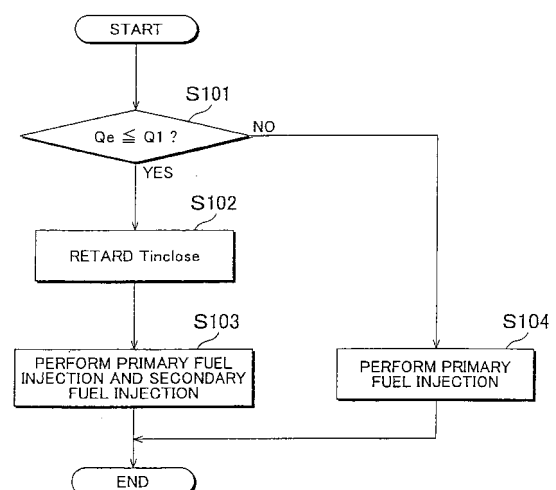 START
S101
Qe ≦ Q1 ?
NO
YES
S102
RETARD Tinclose
S103
PERFORM PRIMARY FUEL
INJECTION AND SECONDARY
FUEL INJECTION
S104
PERFORM PRIMARY
FUEL INJECTION
END